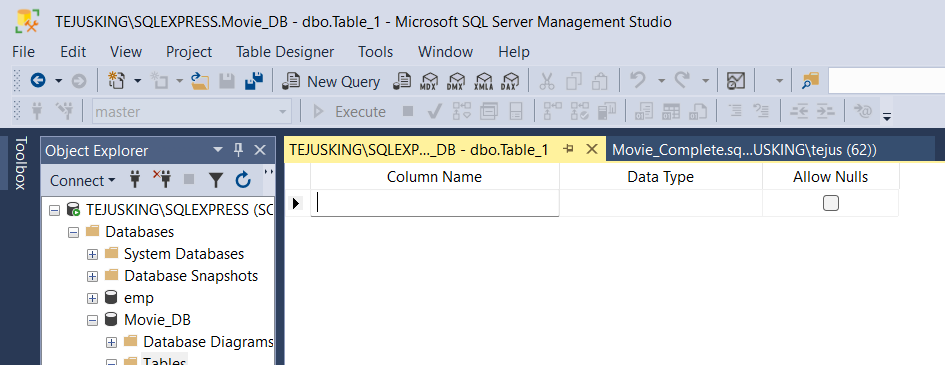 TEJUSKING\SQLEXPRESS.Movie_DB - dbo.Table_1 - Microsoft SQL Server Management Studio
File Edit View Project Table Designer Tools Window Help
New Query MDX DMX XMLA DAX
master Execute
Toolbox
Object Explorer
TEJUSKING\SQLEXP..._DB - dbo.Table_1 Movie_Complete.sq...USKING\tejus (62))
Connect
Column Name Data Type Allow Nulls
TEJUSKING\SQLEXPRESS (SC
Databases
System Databases
Database Snapshots
emp
Movie_DB
Database Diagrams
Tables